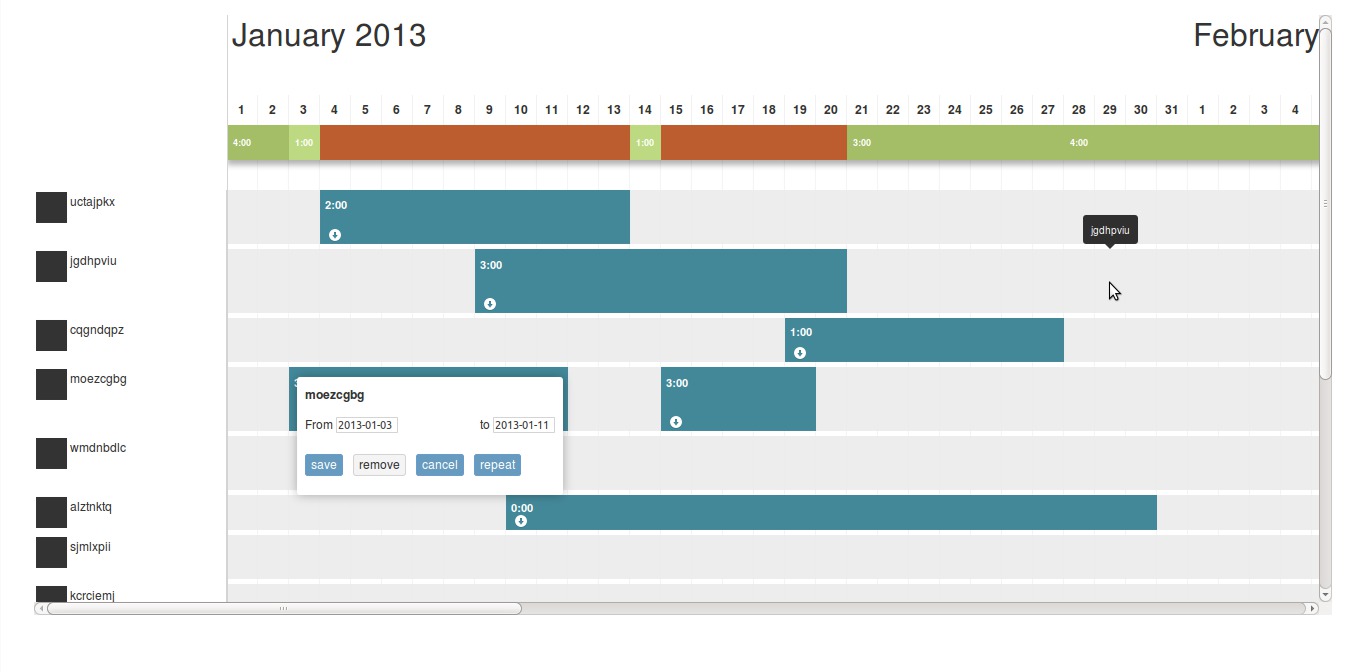 January 2013 February
1 2 3 4 5 6 7 8 9 10 11 12 13 14 15 16 17 18 19 20 21 22 23 24 25 26 27 28 29 30 31 1 2 3 4
4:00 1:00 1:00 3:00 4:00
uctajpkx 2:00
jgdhpviu
jgdhpviu 3:00
cqgndqpz 1:00
moezcgbg 3:00
moezcgbg
From 2013-01-03 to 2013-01-11
wmdnbdlc
save remove cancel repeat
alztnktq 0:00
sjmlxpii
kcrciemj